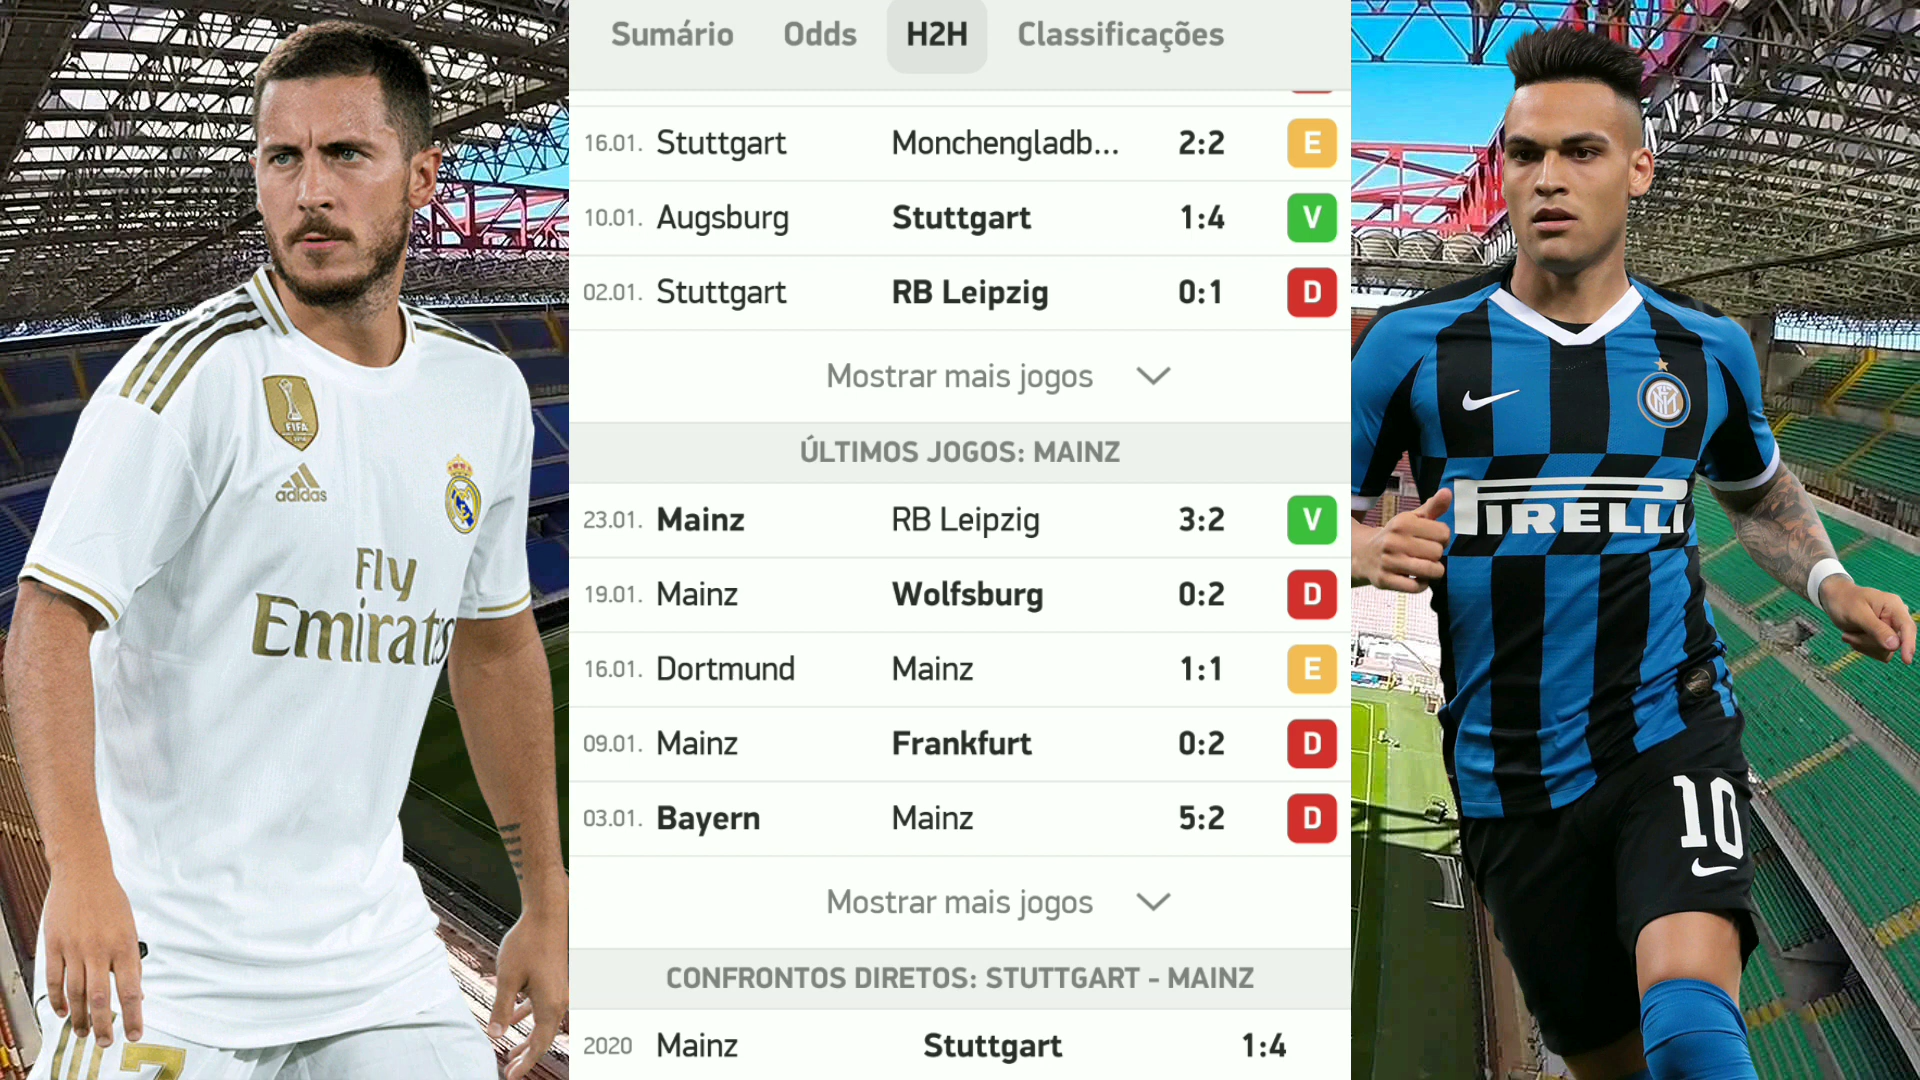 Sumário Odds H2H Classificações
16.01. Stuttgart Monchengladb... 2:2 E
10.01. Augsburg Stuttgart 1:4 V
02.01. Stuttgart RB Leipzig 0:1 D
Mostrar mais jogos
ÚLTIMOS JOGOS: MAINZ
23.01. Mainz RB Leipzig 3:2 V
19.01. Mainz Wolfsburg 0:2 D
16.01. Dortmund Mainz 1:1 E
09.01. Mainz Frankfurt 0:2 D
03.01. Bayern Mainz 5:2 D
Mostrar mais jogos
CONFRONTOS DIRETOS: STUTTGART - MAINZ
2020 Mainz Stuttgart 1:4
FIFA
adidas
Fly
Emirates
7
PIRELLI
10